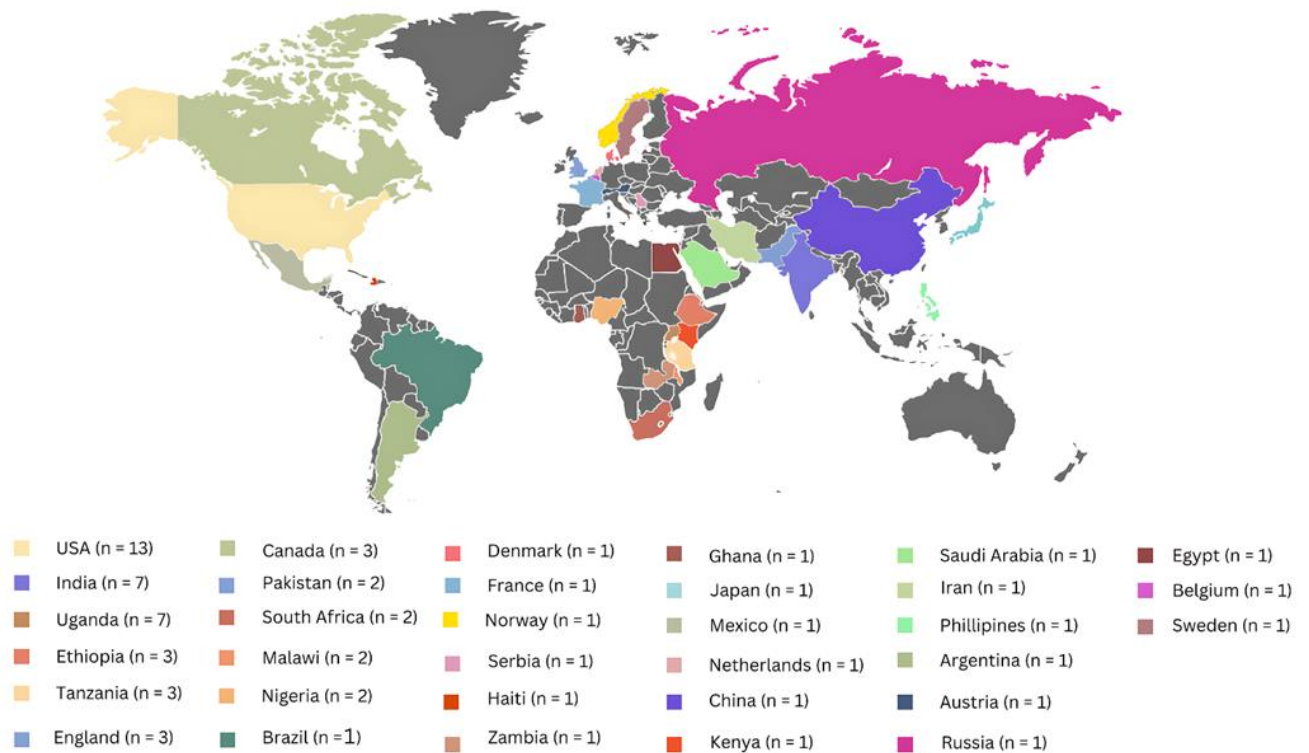 USA (n = 13)
India (n = 7)
Uganda (n = 7)
Ethiopia (n = 3)
Tanzania (n = 3)
England (n = 3)
Canada (n = 3)
Pakistan (n = 2)
South Africa (n = 2)
Malawi (n = 2)
Nigeria (n = 2)
Brazil (n =1)
Denmark (n = 1)
France (n = 1)
Norway (n = 1)
Serbia (n = 1)
Haiti (n = 1)
Zambia (n = 1)
Ghana (n = 1)
Japan (n = 1)
Mexico (n = 1)
Netherlands (n = 1)
China (n = 1)
Kenya (n = 1)
Saudi Arabia (n = 1)
Iran (n = 1)
Phillipines (n = 1)
Argentina (n = 1)
Austria (n = 1)
Russia (n = 1)
Egypt (n = 1)
Belgium (n = 1)
Sweden (n = 1)